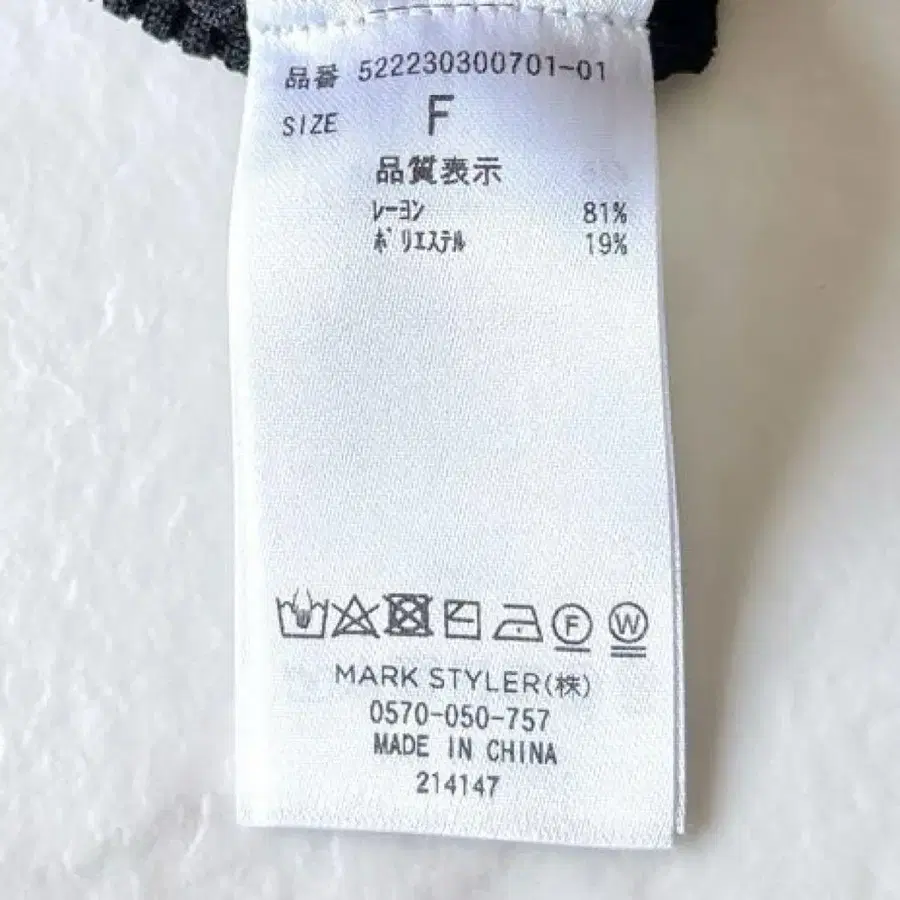 品番 522230300701-01
SIZE F
品質表示
レーヨン 81%
ポリエステル 19%
F W
MARK STYLER(株)
0570-050-757
MADE IN CHINA
214147